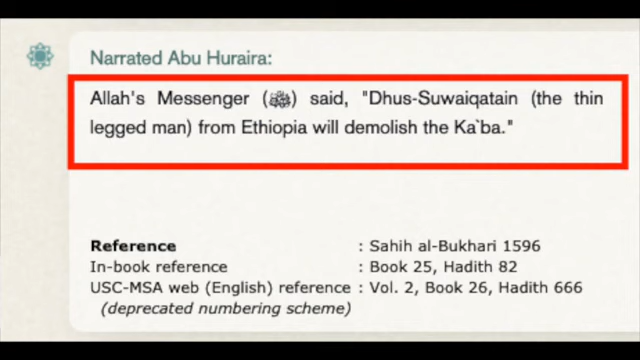 Narrated Abu Huraira:
Allah's Messenger (ﷺ) said, "Dhus-Suwaiqatain (the thin
legged man) from Ethiopia will demolish the Ka`ba."
Reference : Sahih al-Bukhari 1596
In-book reference : Book 25, Hadith 82
USC-MSA web (English) reference : Vol. 2, Book 26, Hadith 666
(deprecated numbering scheme)